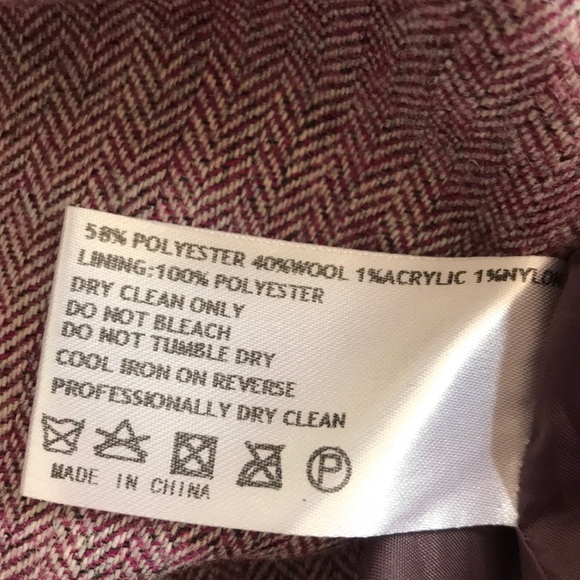 58% POLYESTER 40%WOOL 1%ACRYLIC 1%NYLON
LINING:100% POLYESTER
DRY CLEAN ONLY
DO NOT BLEACH
DO NOT TUMBLE DRY
COOL IRON ON REVERSE
PROFESSIONALLY DRY CLEAN
P
MADE IN CHINA